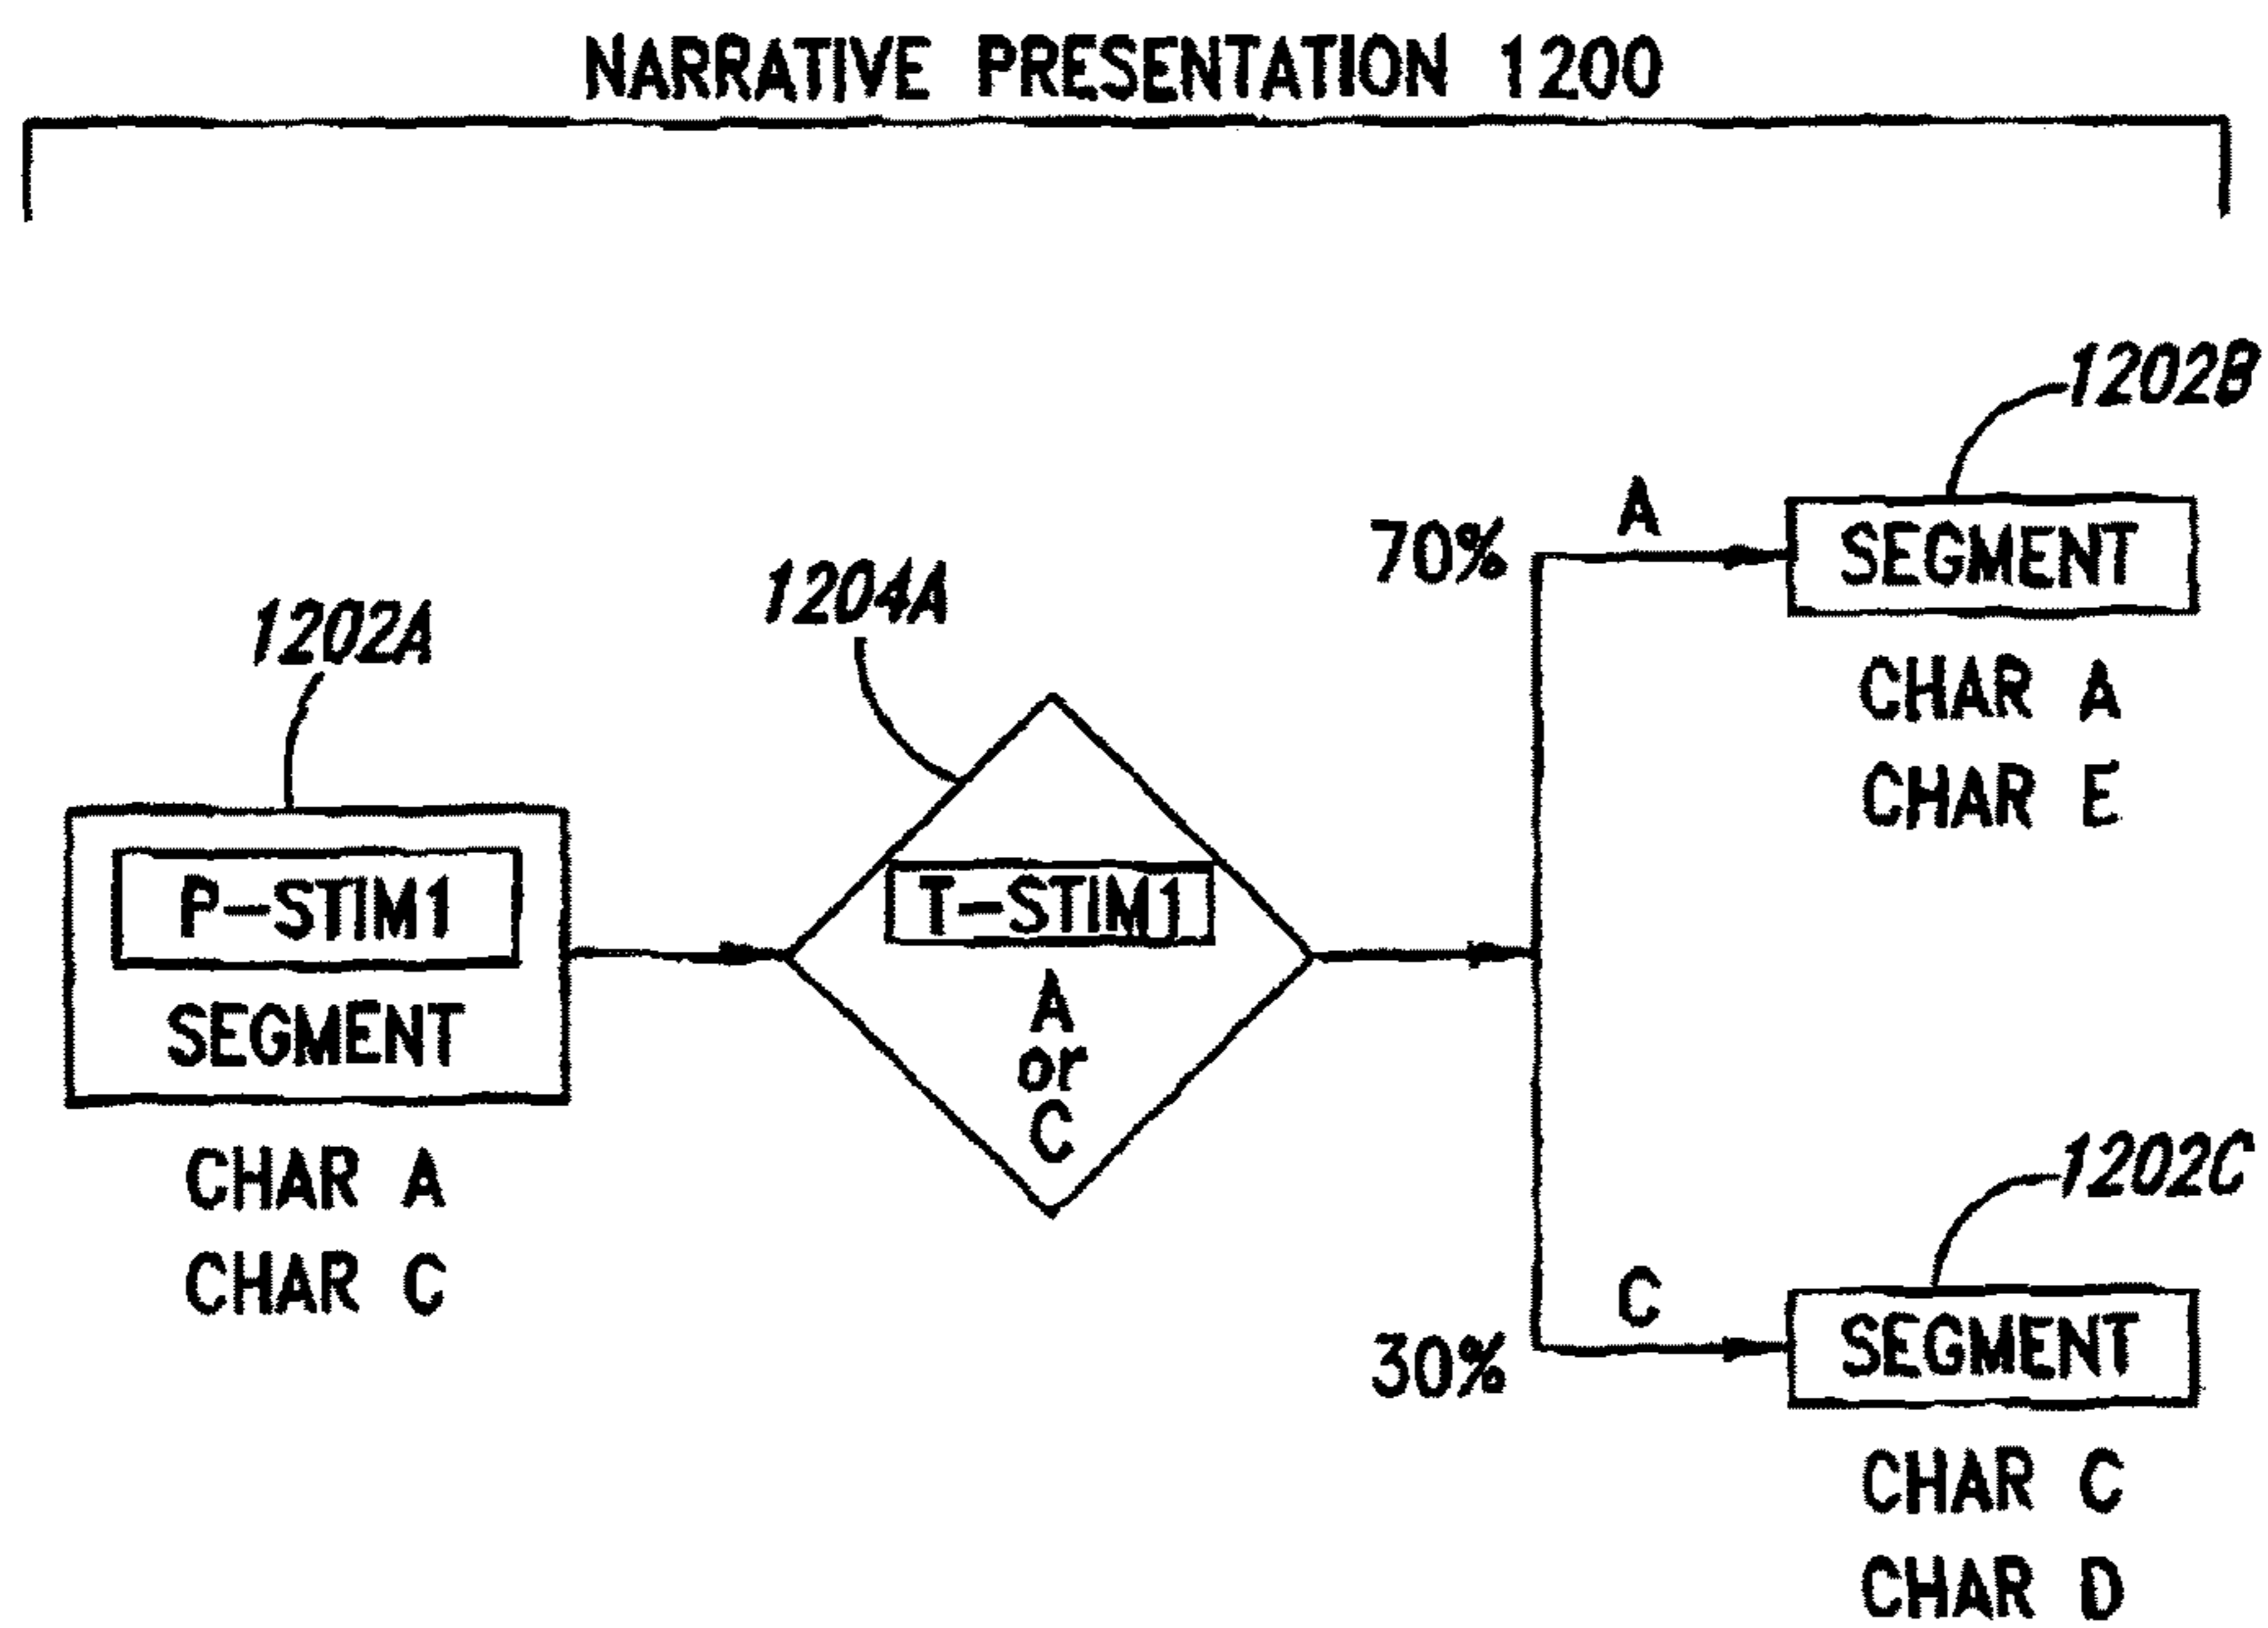 NARRATIVE PRESENTATION 1200
1202A
P-STIM1
SEGMENT
CHAR A
CHAR C
1204A
T-STIM1
A
or
C
70%
A
1202B
SEGMENT
CHAR A
CHAR E
30%
C
1202C
SEGMENT
CHAR C
CHAR D